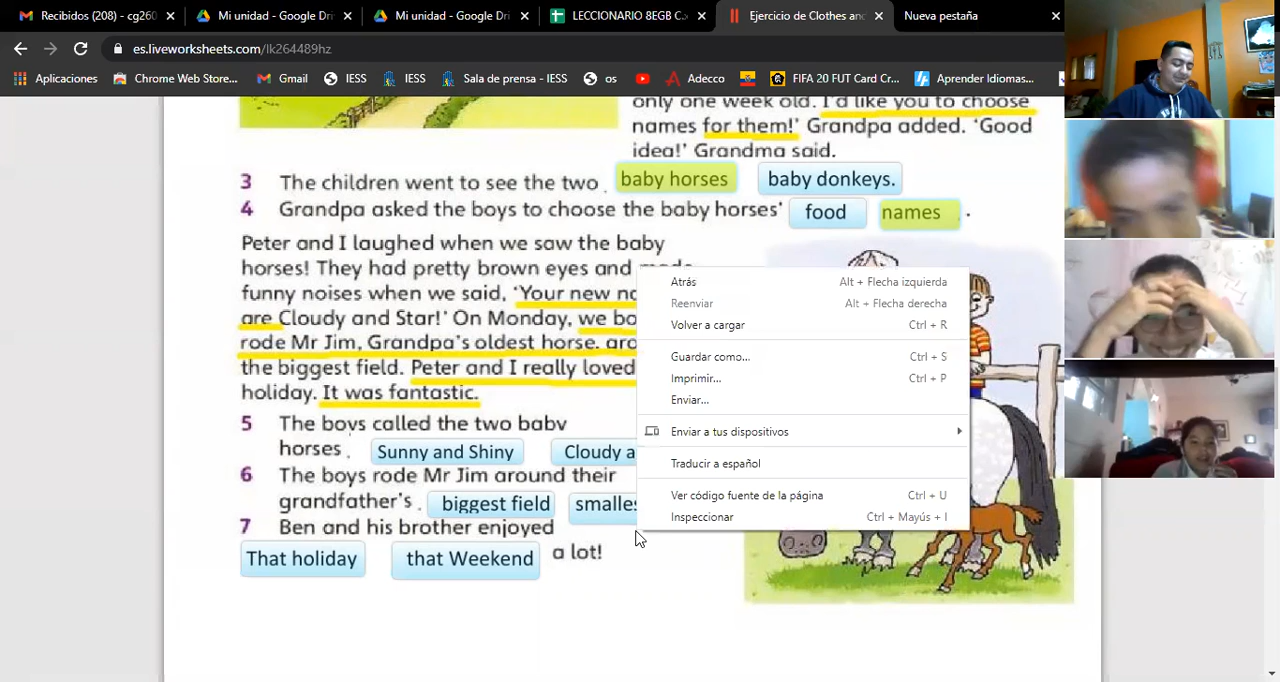 Recibidos (208) - cg260
Mi unidad - Google Dri
Mi unidad - Google Dri
LECCIONARIO 8EGB C.
Ejercicio de Clothes and
Nueva pestaña
es.liveworksheets.com/lk264489hz
Aplicaciones
Chrome Web Store...
Gmail
IESS
IESS
Sala de prensa - IESS
os
Adecco
FIFA 20 FUT Card Cr...
Aprender Idiomas...
only one week old. I'd like you to choose
names for them!' Grandpa added. 'Good
idea!' Grandma said.
3 The children went to see the two . baby horses baby donkeys.
4 Grandpa asked the boys to choose the baby horses' food names .
Peter and I laughed when we saw the baby
horses! They had pretty brown eyes and made
funny noises when we said, 'Your new
are Cloudy and Star!' On Monday, we
rode Mr Jim, Grandpa's oldest horse,
the biggest field. Peter and I really loved
holiday. It was fantastic.
5 The boys called the two baby
horses . Sunny and Shiny Cloudy a
6 The boys rode Mr Jim around their
grandfather's . biggest field smalles
7 Ben and his brother enjoyed
That holiday that Weekend a lot!
Atrás Alt + Flecha izquierda
Reenviar Alt + Flecha derecha
Volver a cargar Ctrl + R
Guardar como... Ctrl + S
Imprimir... Ctrl + P
Enviar...
Enviar a tus dispositivos
Traducir a español
Ver código fuente de la página Ctrl + U
Inspeccionar Ctrl + Mayús + I